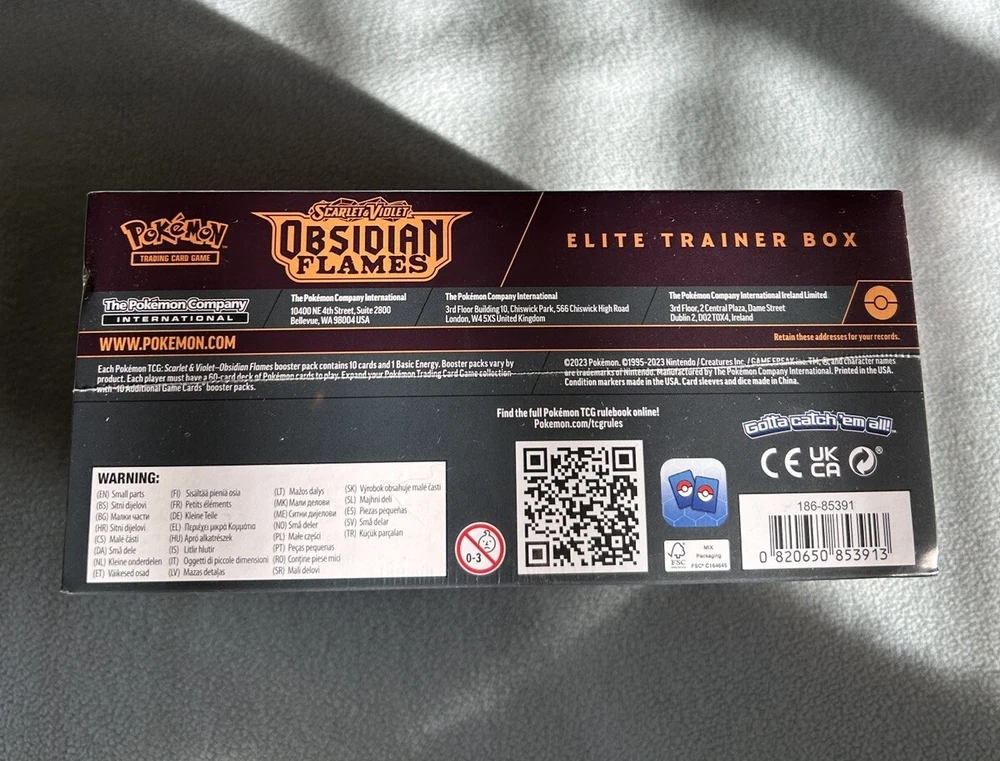 POKéMON
TRADING CARD GAME
SCARLET & VIOLET
OBSIDIAN
FLAMES
ELITE TRAINER BOX
The Pokémon Company
INTERNATIONAL
The Pokémon Company International
10400 NE 4th Street, Suite 2800
Bellevue, WA 98004 USA
The Pokémon Company International
3rd Floor Building 10, Chiswick Park, 566 Chiswick High Road
London, W4 5XS United Kingdom
The Pokémon Company International Ireland Limited
3rd Floor, 2 Central Plaza, Dame Street
Dublin 2, D02 T0X4, Ireland
WWW.POKEMON.COM
Retain these addresses for your records.
Each Pokémon TCG: Scarlet & Violet—Obsidian Flames booster pack contains 10 cards and 1 Basic Energy. Booster packs vary by
product. Each player must have a 60-card deck of Pokémon cards to play. Expand your Pokémon Trading Card Game collection
with "10 Additional Game Cards" booster packs.
©2023 Pokémon. ©1995–2023 Nintendo / Creatures Inc. / GAME FREAK inc. TM, ®, and character names
are trademarks of Nintendo. Manufactured by The Pokémon Company International. Printed in the USA.
Condition markers made in the USA. Card sleeves and dice made in China.
Find the full Pokémon TCG rulebook online!
Pokemon.com/tcgrules
Gotta catch 'em all!
CE UK
CA
WARNING:
(EN) Small parts
(BS) Sitni dijelovi
(BG) Малки части
(HR) Sitni dijelovi
(CS) Malé části
(DA) Små dele
(NL) Kleine onderdelen
(ET) Väikesed osad
(FI) Sisältää pieniä osia
(FR) Petits éléments
(DE) Kleine Teile
(EL) Περιέχει μικρά Κομμάτια
(HU) Apró alkatrészek
(IS) Litlir hlutir
(IT) Oggetti di piccole dimensioni
(LV) Mazas detaļas
(LT) Mažos dalys
(MK) Мали делови
(ME) Ситни дијелови
(NO) Små deler
(PL) Małe części
(PT) Peças pequenas
(RO) Conține piese mici
(SR) Mali delovi
(SK) Výrobok obsahuje malé časti
(SL) Majhni deli
(ES) Piezas pequeñas
(SV) Små delar
(TR) Küçük parçaları
0-3
FSC
MIX
Packaging
FSC® C164645
186-85391
0 820650 853913